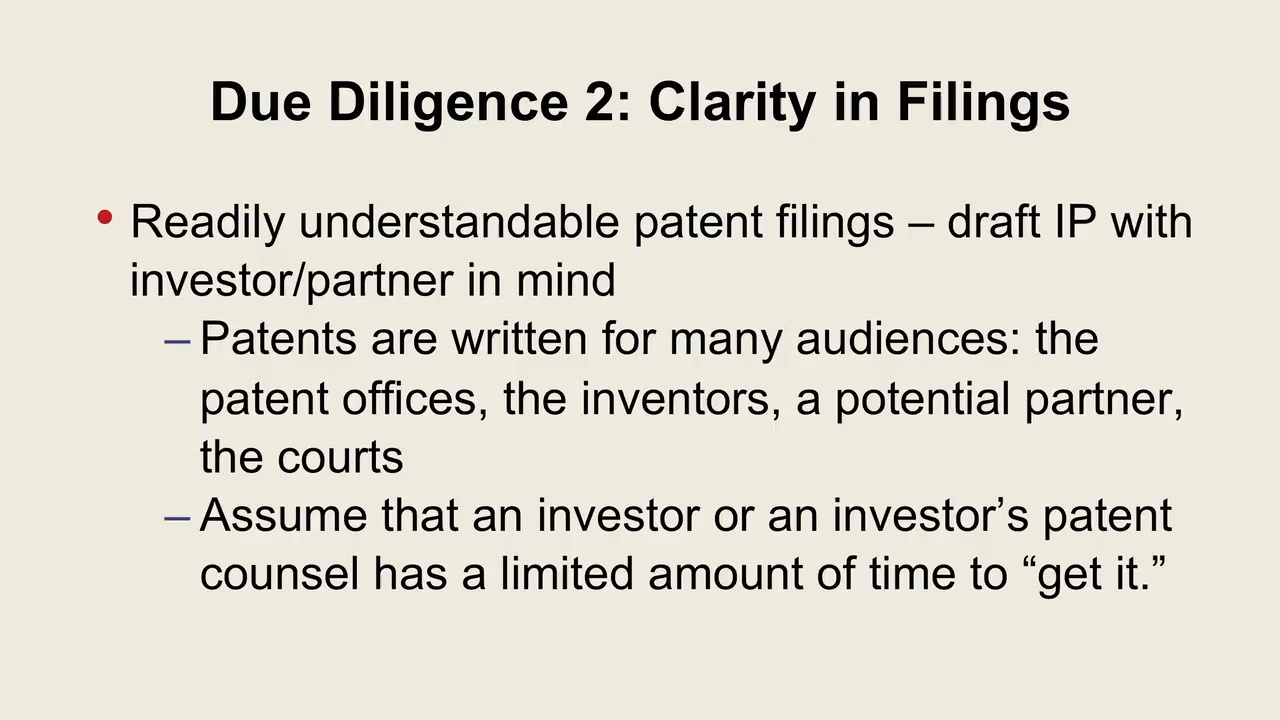 Due Diligence 2: Clarity in Filings
• Readily understandable patent filings – draft IP with
investor/partner in mind
– Patents are written for many audiences: the
patent offices, the inventors, a potential partner,
the courts
– Assume that an investor or an investor’s patent
counsel has a limited amount of time to “get it.”